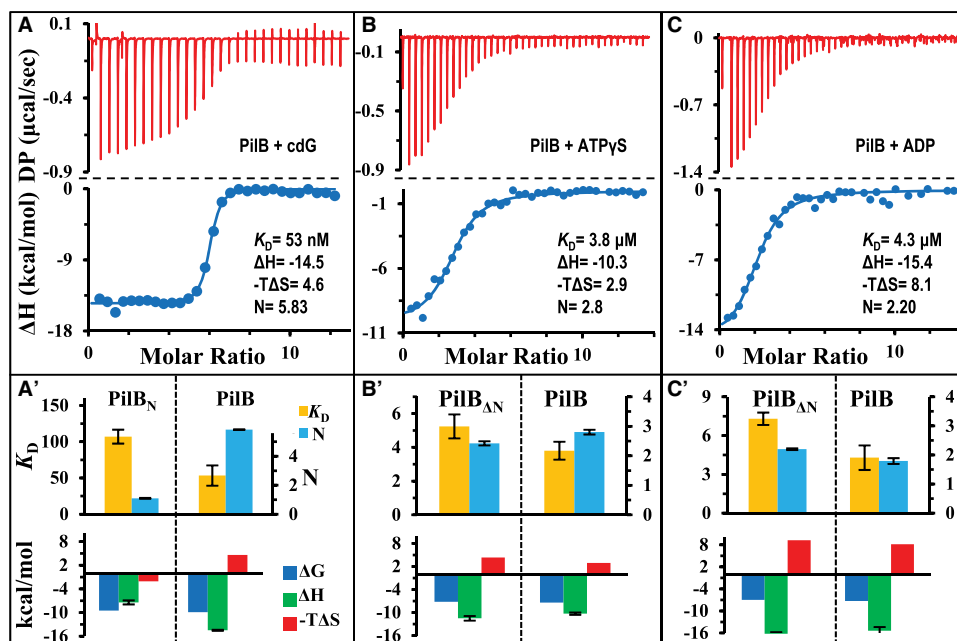 A
B
C
0.1
-0.4
-0.9
DP (μcal/sec)
PilB + cdG
-0.1
-0.5
-0.9
PilB + ATPγS
0
-0.7
-1.4
PilB + ADP
0
-9
-18
ΔH (kcal/mol)
KD= 53 nM
ΔH= -14.5
-TΔS= 4.6
N= 5.83
0 10
Molar Ratio
-1
-6
-11
KD= 3.8 μM
ΔH= -10.3
-TΔS= 2.9
N= 2.8
0 10
Molar Ratio
0
-7
-14
KD= 4.3 μM
ΔH= -15.4
-TΔS= 8.1
N= 2.20
0 10
Molar Ratio
A'
PilBN PilB
150
100
50
0
KD
KD
N
4
2
0
N
B'
PilBΔN PilB
6
4
2
0
4
3
2
1
0
C'
PilBΔN PilB
9
6
3
0
4
3
2
1
0
8
2
-4
-10
-16
kcal/mol
ΔG
ΔH
-TΔS
8
2
-4
-10
-16
8
2
-4
-10
-16